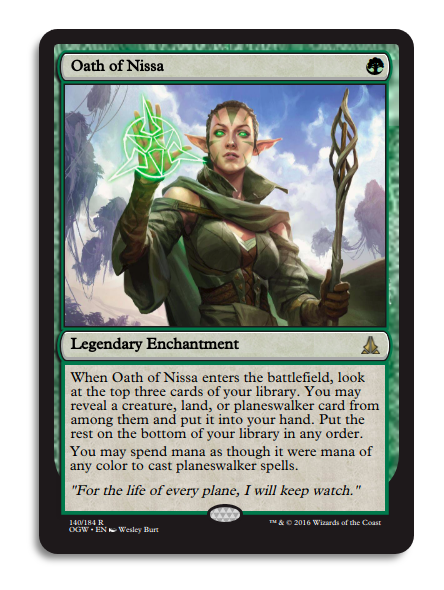 Oath of Nissa
Legendary Enchantment
When Oath of Nissa enters the battlefield, look
at the top three cards of your library. You may
reveal a creature, land, or planeswalker card from
among them and put it into your hand. Put the
rest on the bottom of your library in any order.
You may spend mana as though it were mana of
any color to cast planeswalker spells.
"For the life of every plane, I will keep watch."
140/184 R
OGW • EN Wesley Burt
™ & © 2016 Wizards of the Coast